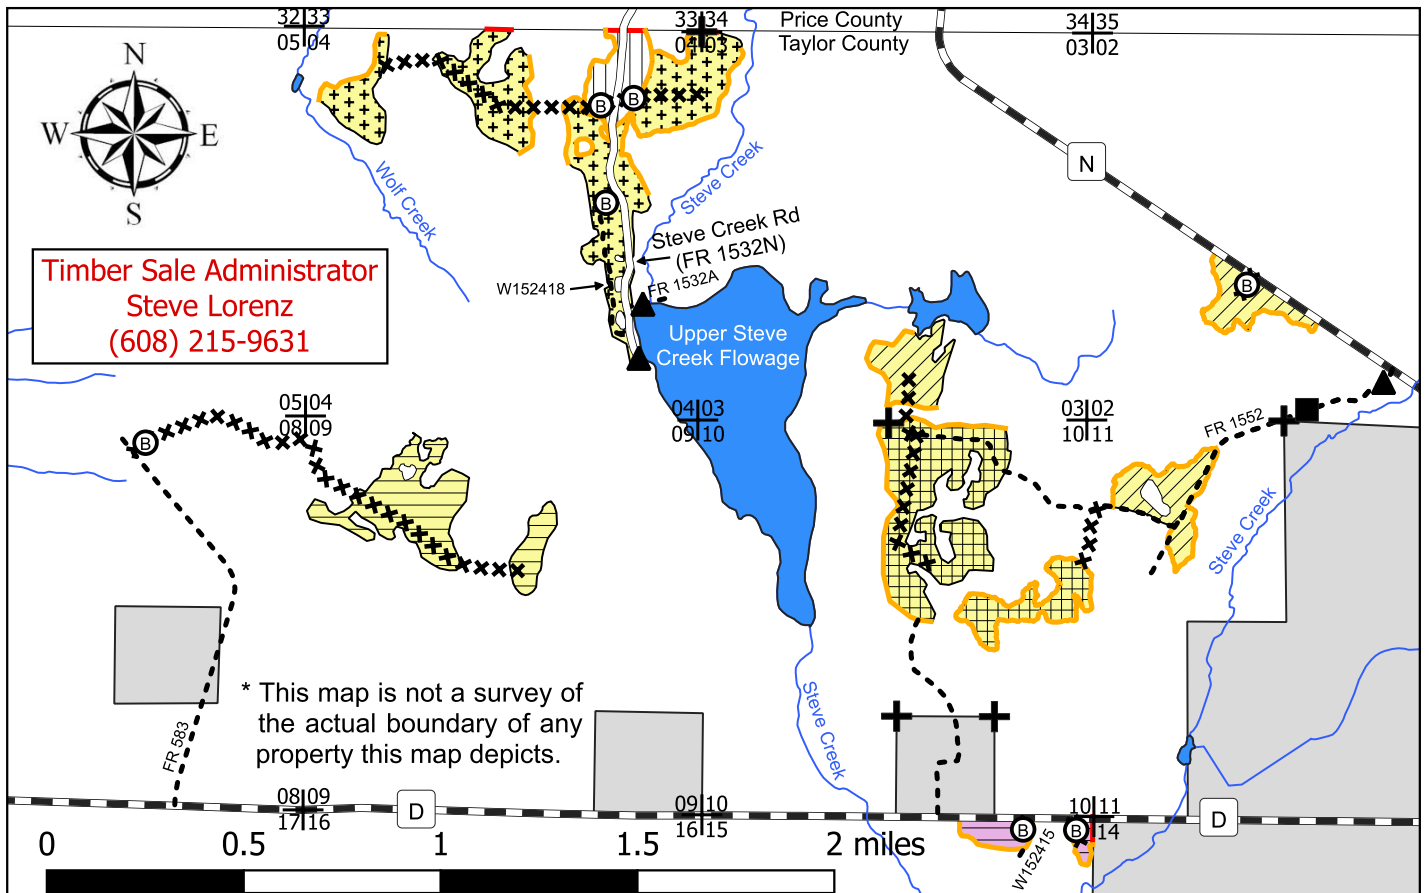 32 33
05 04
33 34
04 03
Price County
Taylor County
34 35
03 02
N
W E
S
B
B
N
Wolf Creek
Steve Creek
B
Steve Creek Rd
(FR 1532N)
Timber Sale Administrator
Steve Lorenz
(608) 215-9631
W152418
FR 1532A
B
Upper Steve
Creek Flowage
05 04
08 09
04 03
09 10
03 02
10 11
FR 1552
B
Steve Creek
* This map is not a survey of
the actual boundary of any
property this map depicts.
FR 583
Steve Creek
08 09
17 16
D
09 10
16 15
10 11
14
D
B
B
W152415
0 0.5 1 1.5 2 miles